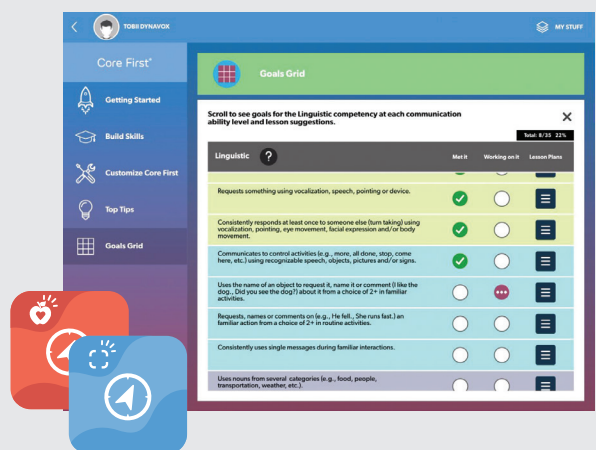 TOBII DYNAVOX
MY STUFF
Core First®
Getting Started
Build Skills
Customize Core First
Top Tips
Goals Grid
Goals Grid
Scroll to see goals for the Linguistic competency at each communication
ability level and lesson suggestions.
Total: 8/35 22%
Linguistic ?
Met it Working on it Lesson Plans
Requests something using vocalization, speech, pointing or device.
Consistently responds at least once to someone else (turn taking) using
vocalization, pointing, eye movement, facial expression and/or body
movement.
Communicates to control activities (e.g., more, all done, stop, come
here, etc.) using recognizable speech, objects, pictures and/or signs.
Uses the name of an object to request it, name it or comment (I like the
dog., Did you see the dog?) about it from a choice of 2+ in familiar
activities.
Requests, names or comments on (e.g., He fell., She runs fast.) an
familiar action from a choice of 2+ in routine activities.
Consistently uses single messages during familiar interactions.
Uses nouns from several categories (e.g., food, people,
transportation, weather, etc.).